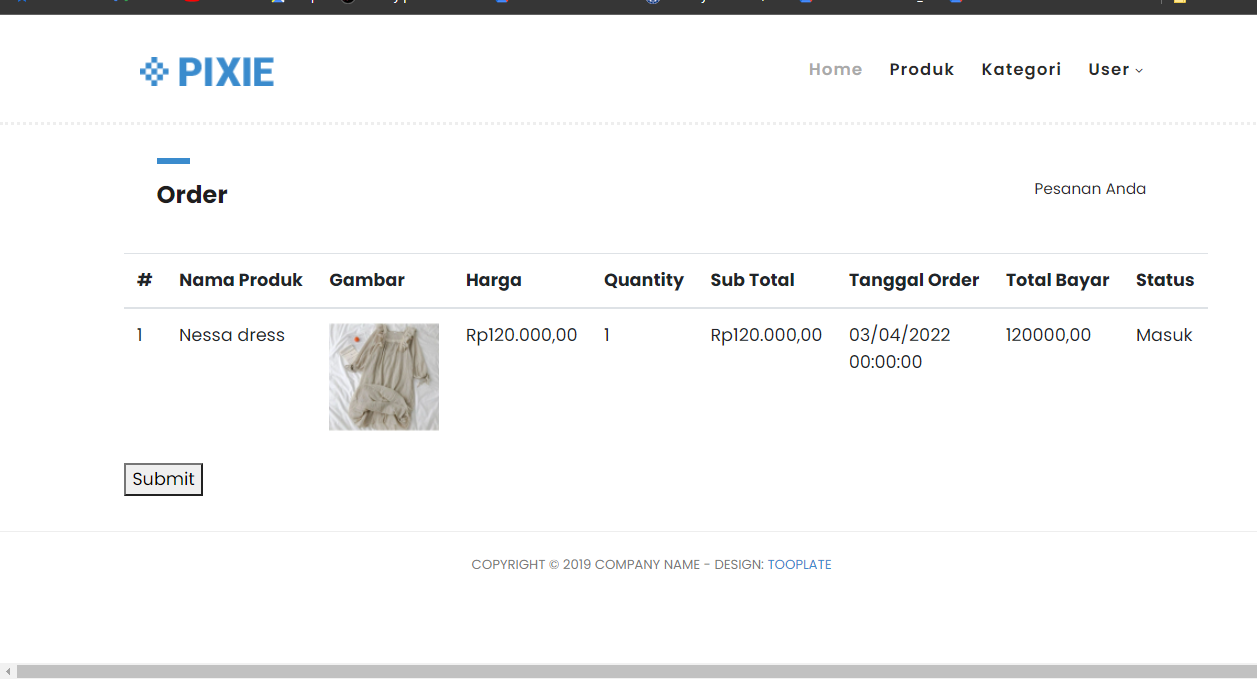 PIXIE
Home Produk Kategori User
Order
Pesanan Anda
# Nama Produk Gambar Harga Quantity Sub Total Tanggal Order Total Bayar Status
1 Nessa dress Rp120.000,00 1 Rp120.000,00 03/04/2022 120000,00 Masuk
00:00:00
Submit
COPYRIGHT © 2019 COMPANY NAME - DESIGN: TOOPLATE